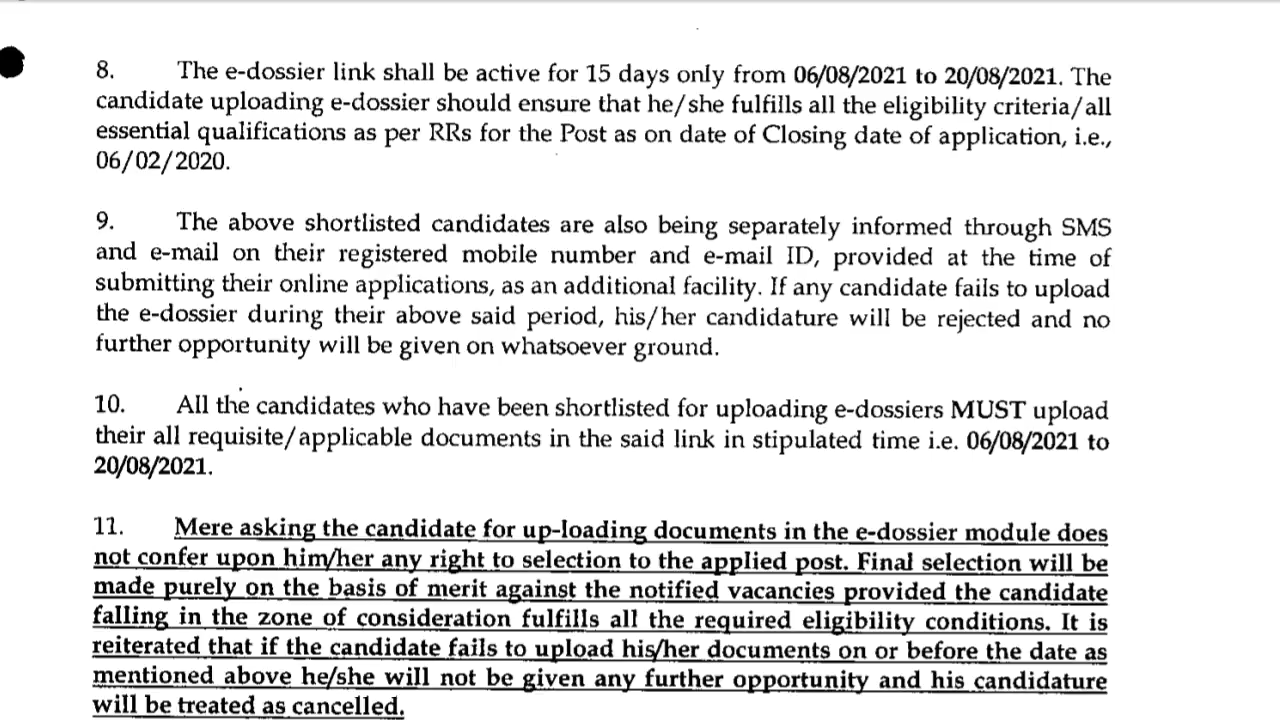 8. The e-dossier link shall be active for 15 days only from 06/08/2021 to 20/08/2021. The
candidate uploading e-dossier should ensure that he/she fulfills all the eligibility criteria/all
essential qualifications as per RRs for the Post as on date of Closing date of application, i.e.,
06/02/2020.
9. The above shortlisted candidates are also being separately informed through SMS
and e-mail on their registered mobile number and e-mail ID, provided at the time of
submitting their online applications, as an additional facility. If any candidate fails to upload
the e-dossier during their above said period, his/her candidature will be rejected and no
further opportunity will be given on whatsoever ground.
10. All the candidates who have been shortlisted for uploading e-dossiers MUST upload
their all requisite/applicable documents in the said link in stipulated time i.e. 06/08/2021 to
20/08/2021.
11. Mere asking the candidate for up-loading documents in the e-dossier module does
not confer upon him/her any right to selection to the applied post. Final selection will be
made purely on the basis of merit against the notified vacancies provided the candidate
falling in the zone of consideration fulfills all the required eligibility conditions. It is
reiterated that if the candidate fails to upload his/her documents on or before the date as
mentioned above he/she will not be given any further opportunity and his candidature
will be treated as cancelled.